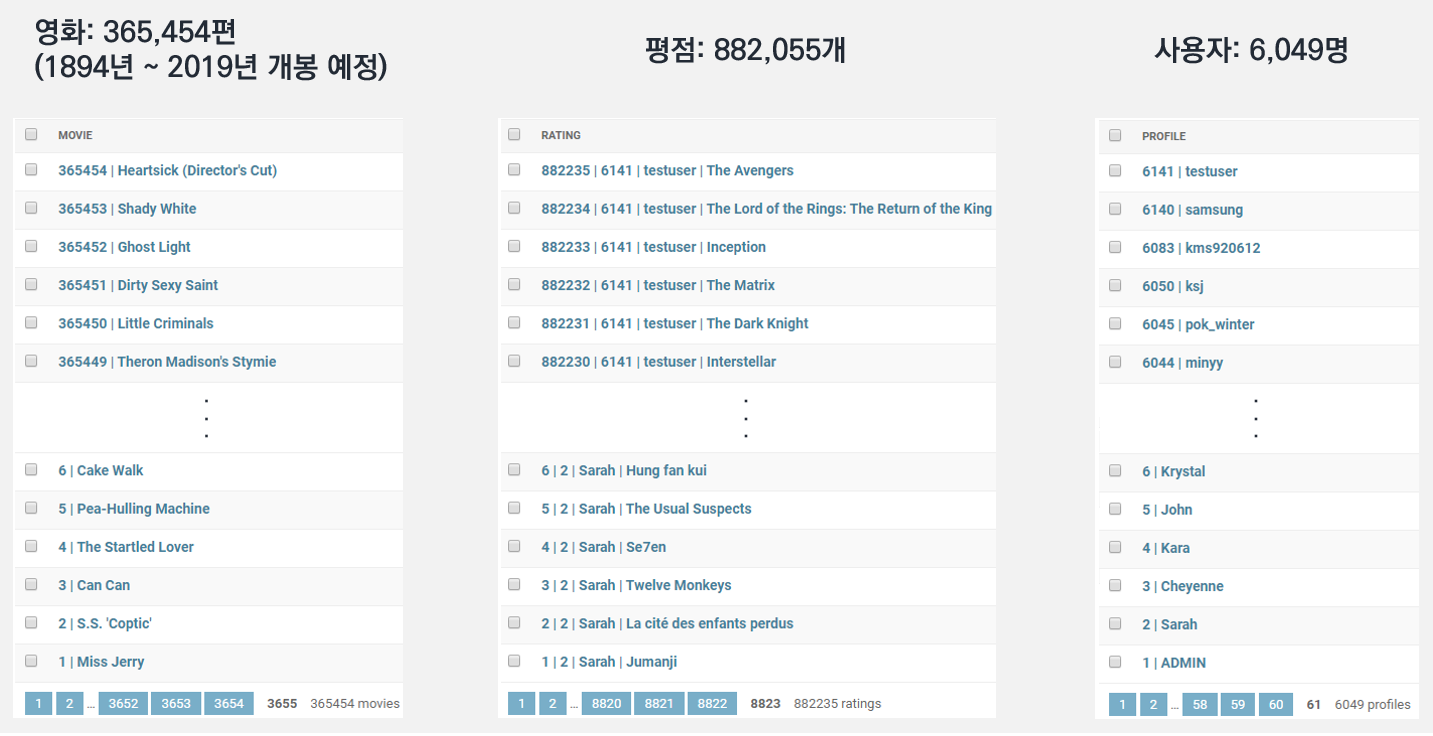 영화: 365,454편
(1894년 ~ 2019년 개봉 예정)
MOVIE
365454 | Heartsick (Director's Cut)
365453 | Shady White
365452 | Ghost Light
365451 | Dirty Sexy Saint
365450 | Little Criminals
365449 | Theron Madison's Stymie
6 | Cake Walk
5 | Pea-Hulling Machine
4 | The Startled Lover
3 | Can Can
2 | S.S. 'Coptic'
1 | Miss Jerry
1 2 ... 3652 3653 3654 3655 365454 movies
평점: 882,055개
RATING
882235 | 6141 | testuser | The Avengers
882234 | 6141 | testuser | The Lord of the Rings: The Return of the King
882233 | 6141 | testuser | Inception
882232 | 6141 | testuser | The Matrix
882231 | 6141 | testuser | The Dark Knight
882230 | 6141 | testuser | Interstellar
6 | 2 | Sarah | Hung fan kui
5 | 2 | Sarah | The Usual Suspects
4 | 2 | Sarah | Se7en
3 | 2 | Sarah | Twelve Monkeys
2 | 2 | Sarah | La cité des enfants perdus
1 | 2 | Sarah | Jumanji
1 2 ... 8820 8821 8822 8823 882235 ratings
사용자: 6,049명
PROFILE
6141 | testuser
6140 | samsung
6083 | kms920612
6050 | ksj
6045 | pok_winter
6044 | minyy
6 | Krystal
5 | John
4 | Kara
3 | Cheyenne
2 | Sarah
1 | ADMIN
1 2 ... 58 59 60 61 6049 profiles